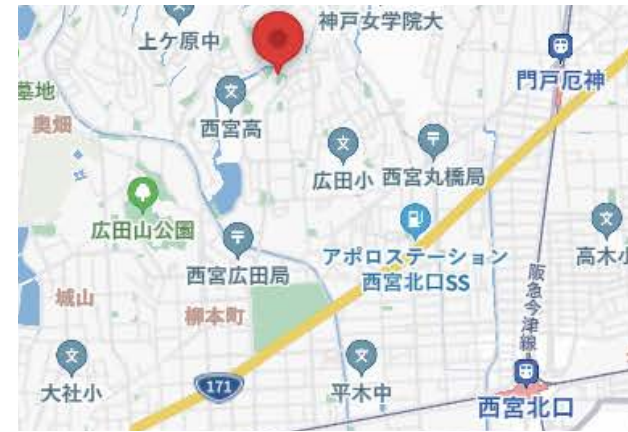 神戸女学院大
上ケ原中
門戸厄神
墓地
奥畑
西宮高
広田小
西宮丸橋局
広田山公園
アポロステーション
西宮北口SS
高木小
西宮広田局
阪急今津線
城山
柳本町
171
大社小
平木中
西宮北口